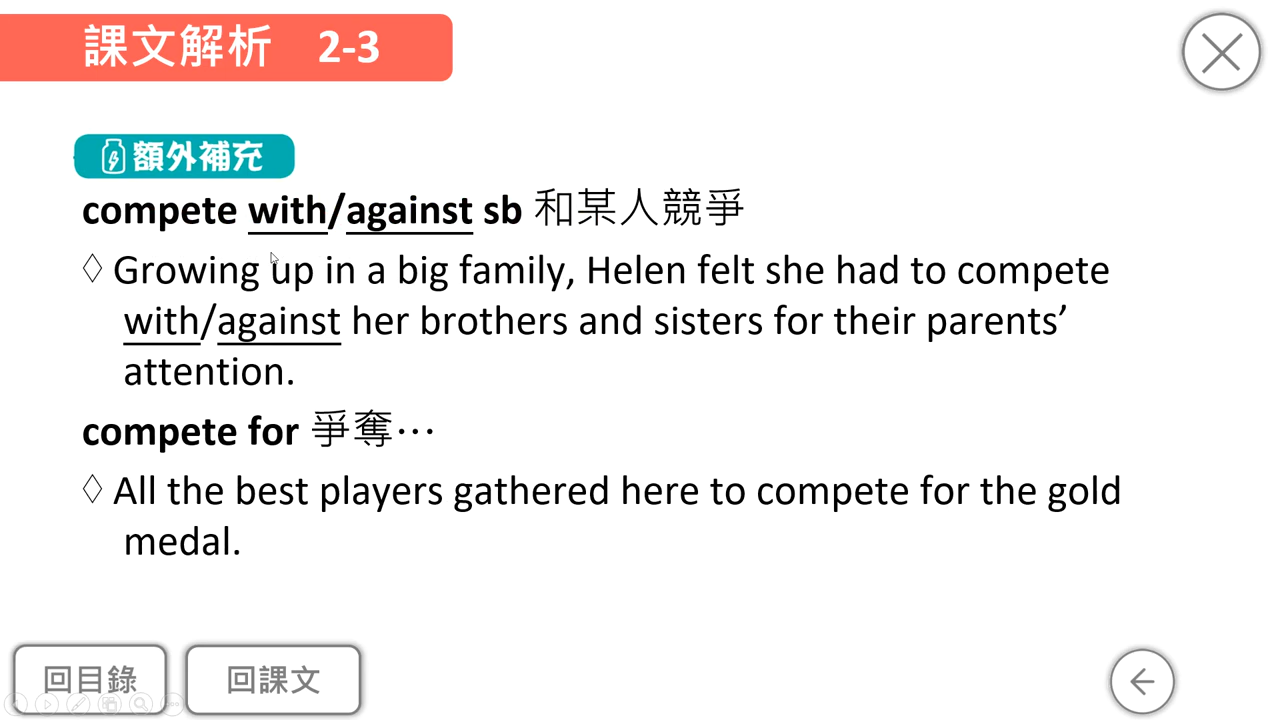 課文解析 2-3
額外補充
compete with/against sb 和某人競爭
◊ Growing up in a big family, Helen felt she had to compete
with/against her brothers and sisters for their parents’
attention.
compete for 爭奪…
◊ All the best players gathered here to compete for the gold
medal.
回目錄
回課文